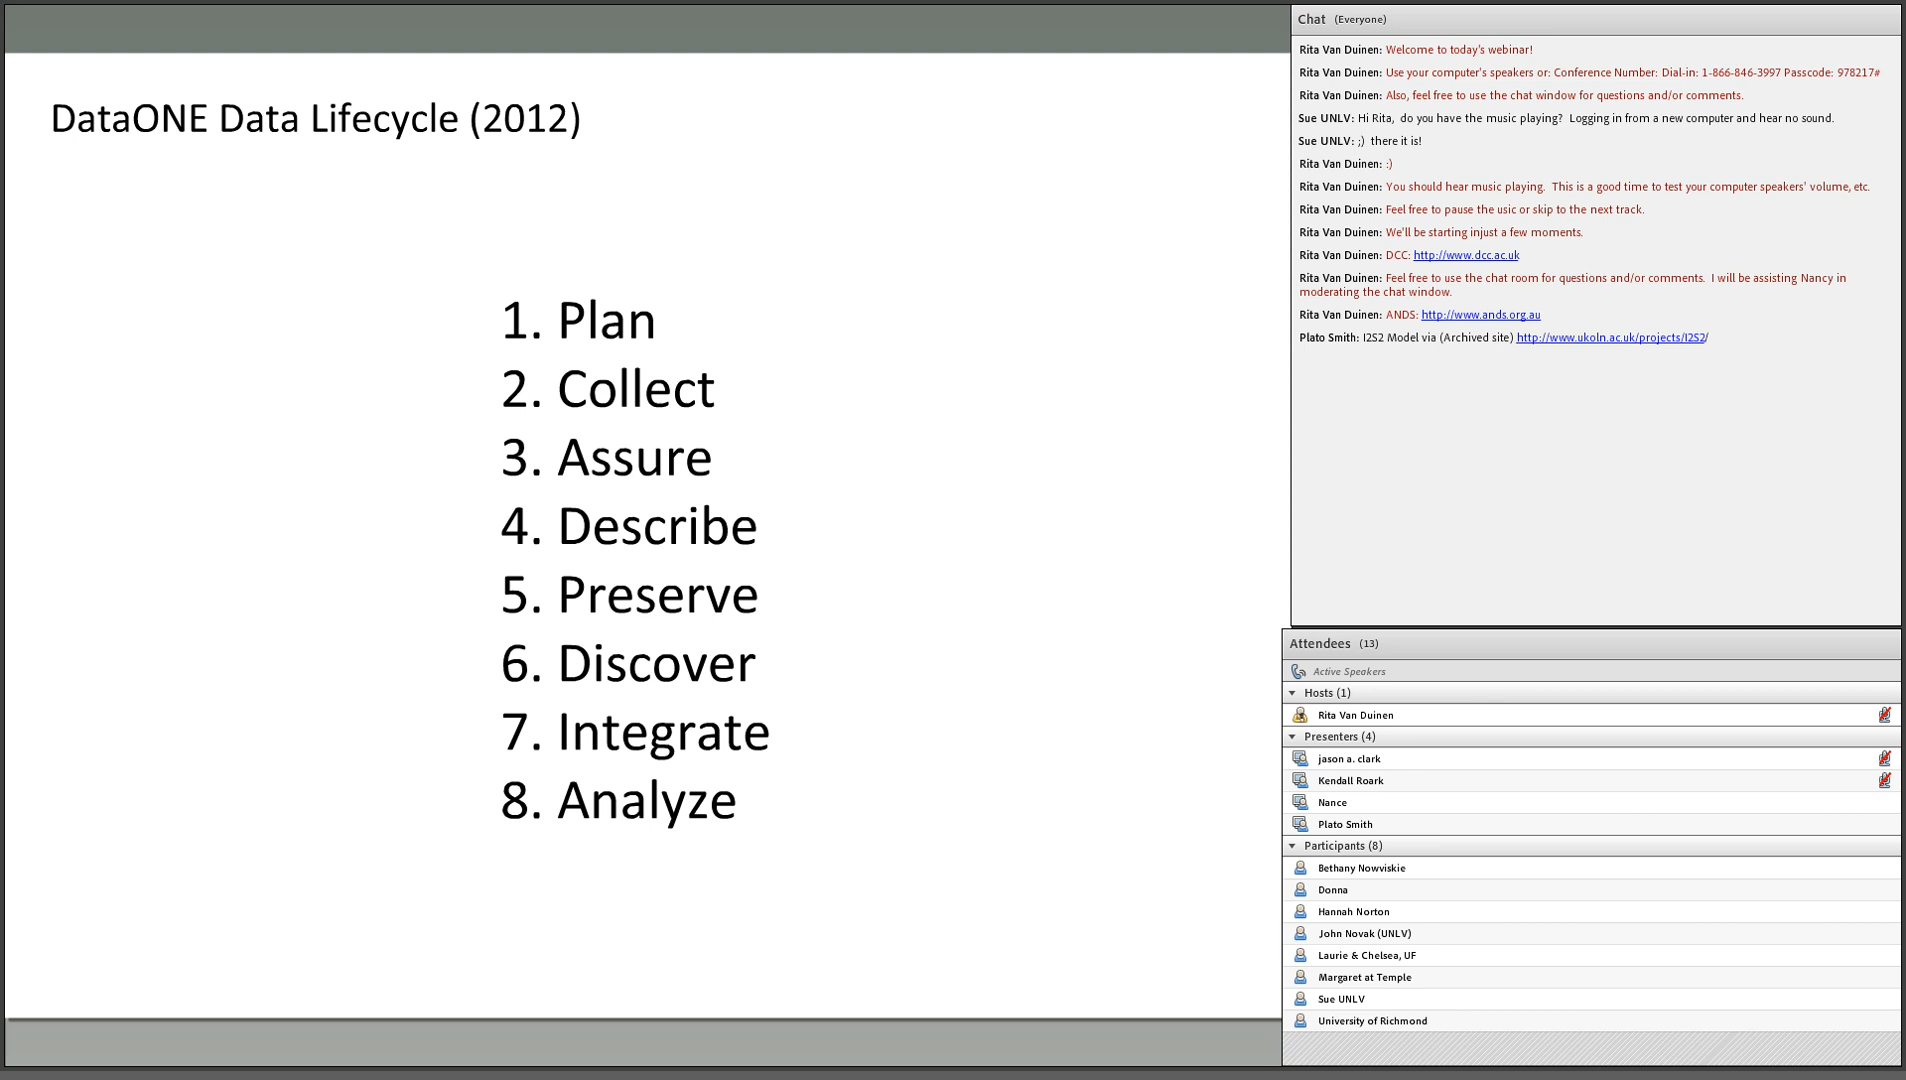 DataONE Data Lifecycle (2012)
1. Plan
2. Collect
3. Assure
4. Describe
5. Preserve
6. Discover
7. Integrate
8. Analyze
Chat (Everyone)
Rita Van Duinen: Welcome to today's webinar!
Rita Van Duinen: Use your computer's speakers or: Conference Number: Dial-in: 1-866-846-3997 Passcode: 978217#
Rita Van Duinen: Also, feel free to use the chat window for questions and/or comments.
Sue UNLV: Hi Rita, do you have the music playing? Logging in from a new computer and hear no sound.
Sue UNLV: ;) there it is!
Rita Van Duinen: :)
Rita Van Duinen: You should hear music playing. This is a good time to test your computer speakers' volume, etc.
Rita Van Duinen: Feel free to pause the usic or skip to the next track.
Rita Van Duinen: We'll be starting injust a few moments.
Rita Van Duinen: DCC: http://www.dcc.ac.uk
Rita Van Duinen: Feel free to use the chat room for questions and/or comments. I will be assisting Nancy in
moderating the chat window.
Rita Van Duinen: ANDS: http://www.ands.org.au
Plato Smith: I2S2 Model via (Archived site) http://www.ukoln.ac.uk/projects/I2S2/
Attendees (13)
Active Speakers
Hosts (1)
Rita Van Duinen
Presenters (4)
jason a. clark
Kendall Roark
Nance
Plato Smith
Participants (8)
Bethany Nowviskie
Donna
Hannah Norton
John Novak (UNLV)
Laurie & Chelsea, UF
Margaret at Temple
Sue UNLV
University of Richmond